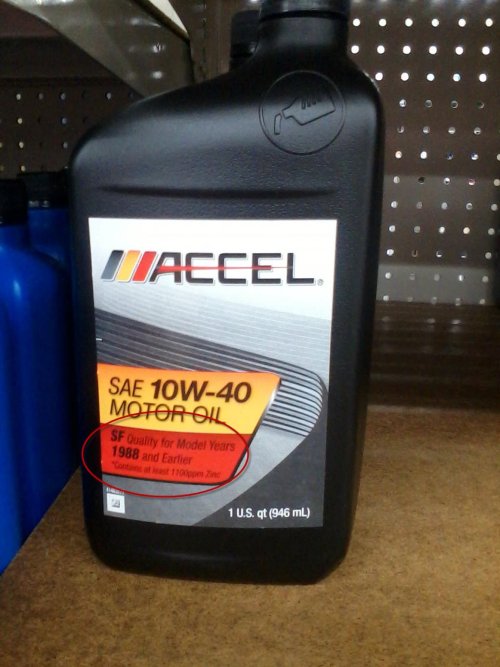 ACCEL®
SAE 10W-40
MOTOR OIL
SF Quality for Model Years
1988 and Earlier
*Contains at least 1100ppm Zinc
1 U.S. qt (946 mL)